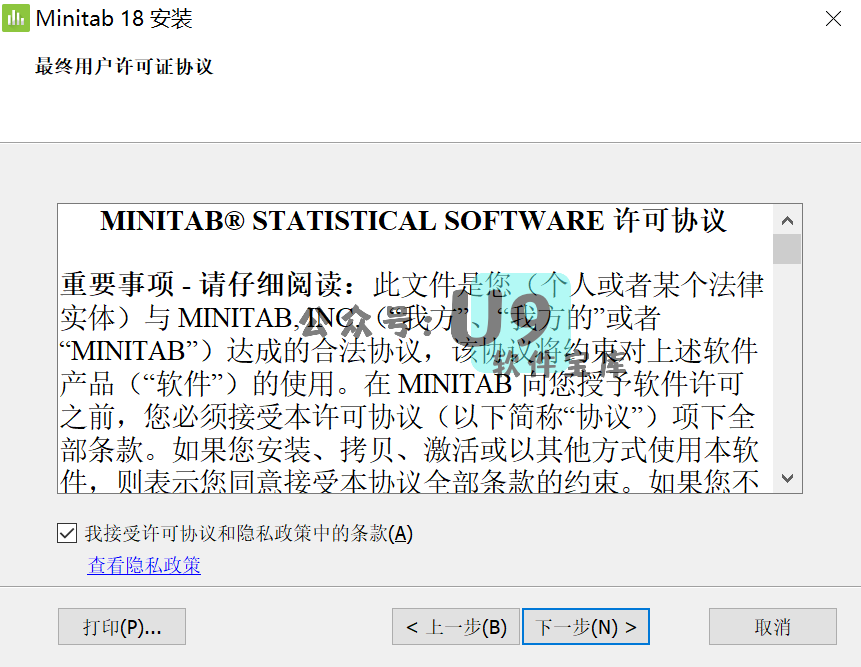 Minitab 18 安装
最终用户许可证协议
MINITAB® STATISTICAL SOFTWARE 许可协议
重要事项 - 请仔细阅读：此文件是您（个人或者某个法律
实体）与 MINITAB, INC.（“我方”、“我方的”或者
“MINITAB”）达成的合法协议，该协议将约束对上述软件
产品（“软件”）的使用。在 MINITAB 向您授予软件许可
之前，您必须接受本许可协议（以下简称“协议”）项下全
部条款。如果您安装、拷贝、激活或以其他方式使用本软
件，则表示您同意接受本协议全部条款的约束。如果您不
公众号：U9
软件宝库
我接受许可协议和隐私政策中的条款(A)
查看隐私政策
打印(P)...
< 上一步(B)
下一步(N) >
取消